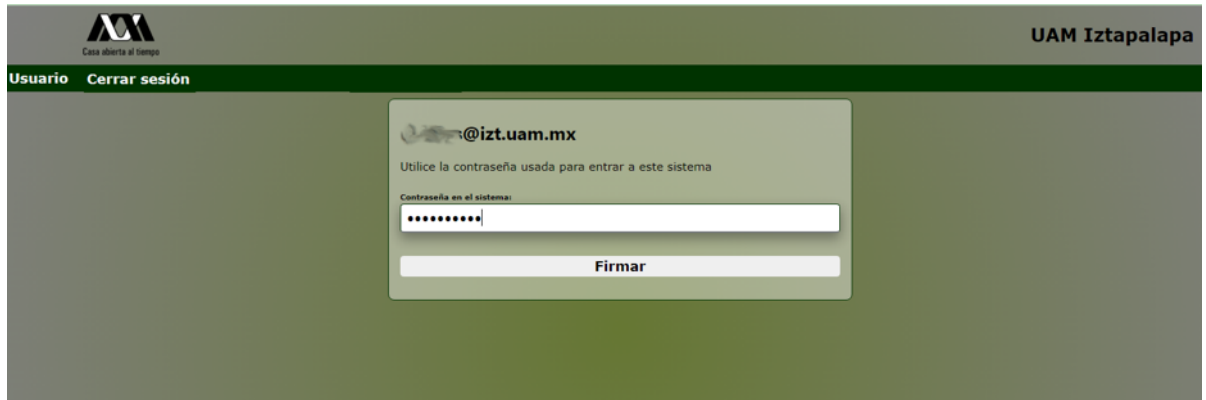 Casa abierta al tiempo
UAM Iztapalapa
Usuario Cerrar sesión
@izt.uam.mx
Utilice la contraseña usada para entrar a este sistema
Contraseña en el sistema:
••••••••••
Firmar